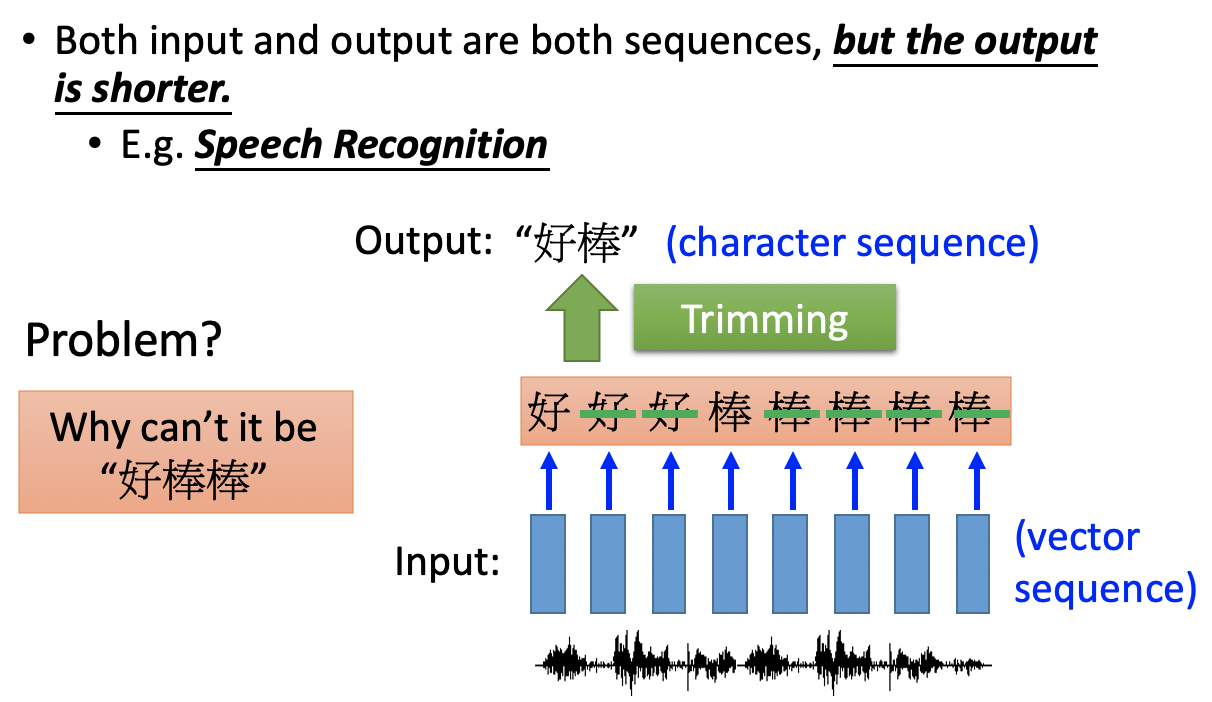 • Both input and output are both sequences, but the output
is shorter.
• E.g. Speech Recognition
Output: “好棒” (character sequence)
Trimming
Problem?
Why can’t it be
“好棒棒”
好 好 好 棒 棒 棒 棒 棒
Input:
(vector
sequence)